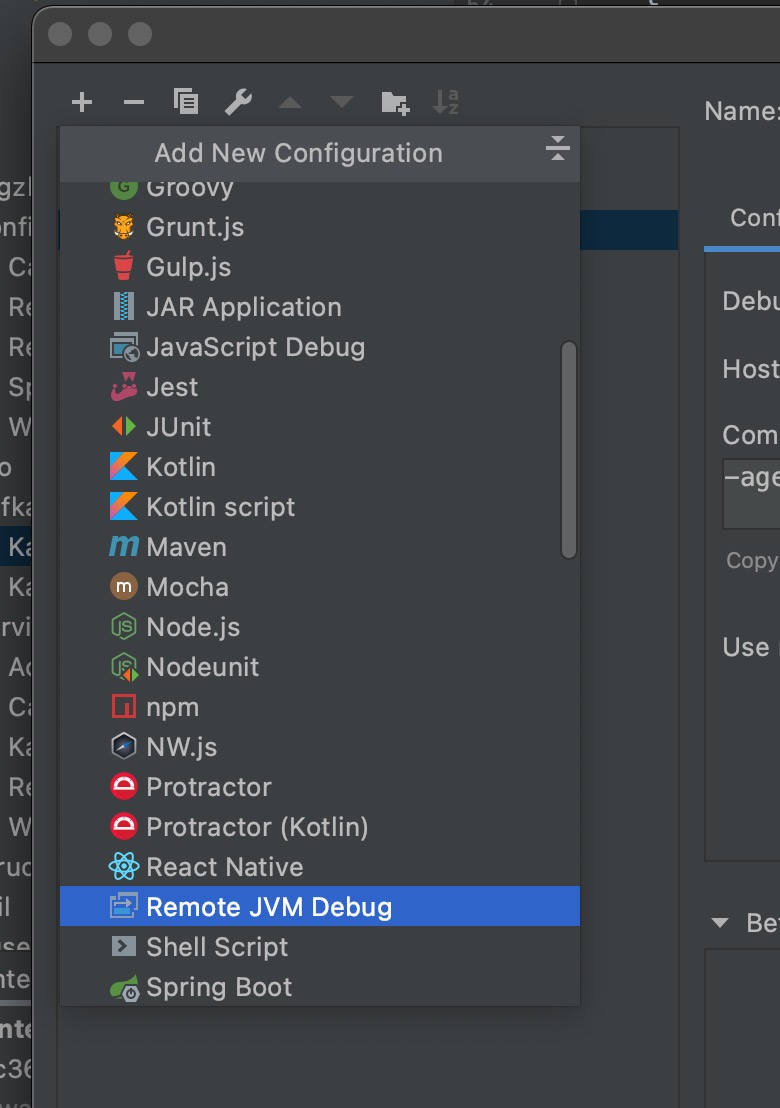 Name:
Add New Configuration
Groovy
Grunt.js
Gulp.js
JAR Application
JavaScript Debug
Jest
JUnit
Kotlin
Kotlin script
Maven
Mocha
Node.js
Nodeunit
npm
NW.js
Protractor
Protractor (Kotlin)
React Native
Remote JVM Debug
Shell Script
Spring Boot
Conf
Debu
Host
Com
-age
Copy
Use